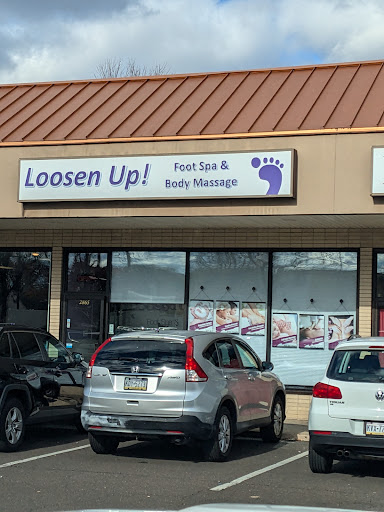 Loosen Up!
Foot Spa &
Body Massage